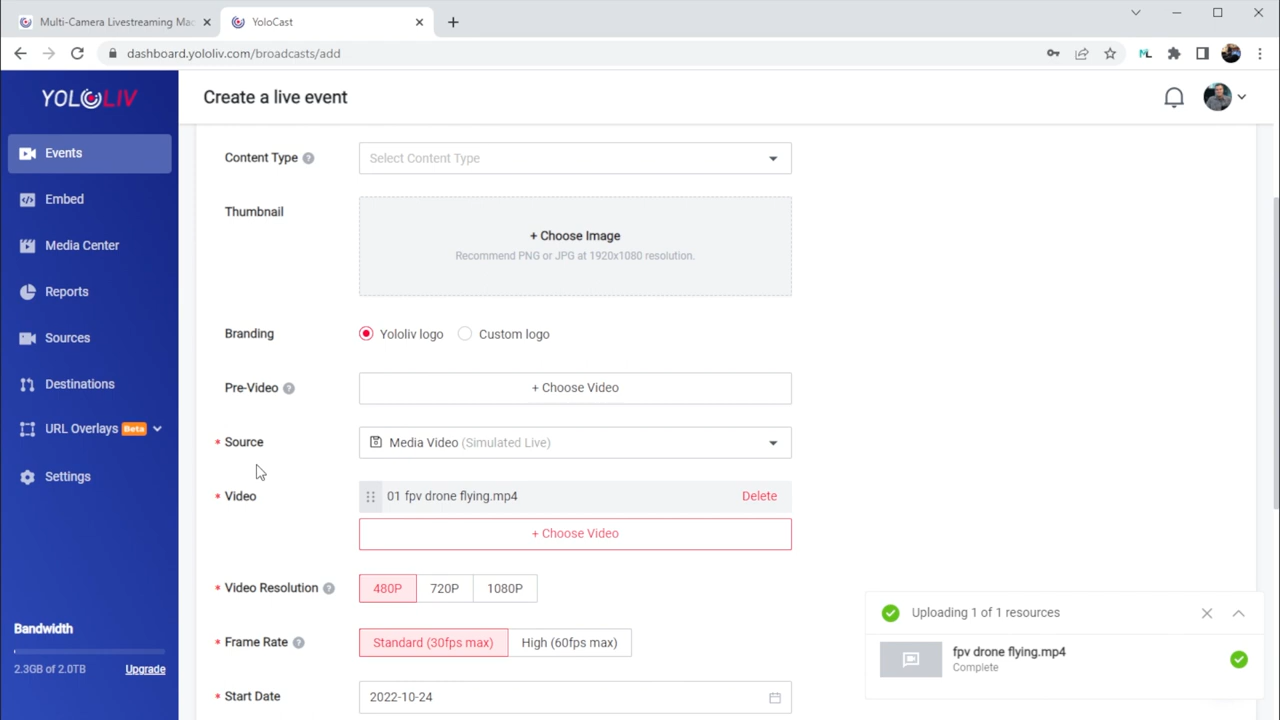 Multi-Camera Livestreaming Mac
YoloCast
dashboard.yololiv.com/broadcasts/add
YOLOLIV
Create a live event
Events
Embed
Media Center
Reports
Sources
Destinations
URL Overlays Beta
Settings
Bandwidth
2.3GB of 2.0TB Upgrade
Content Type ? Select Content Type
Thumbnail
+ Choose Image
Recommend PNG or JPG at 1920x1080 resolution.
Branding Yololiv logo Custom logo
Pre-Video ? + Choose Video
* Source Media Video (Simulated Live)
* Video 01 fpv drone flying.mp4 Delete
+ Choose Video
* Video Resolution ? 480P 720P 1080P
* Frame Rate ? Standard (30fps max) High (60fps max)
* Start Date 2022-10-24
Uploading 1 of 1 resources
fpv drone flying.mp4
Complete